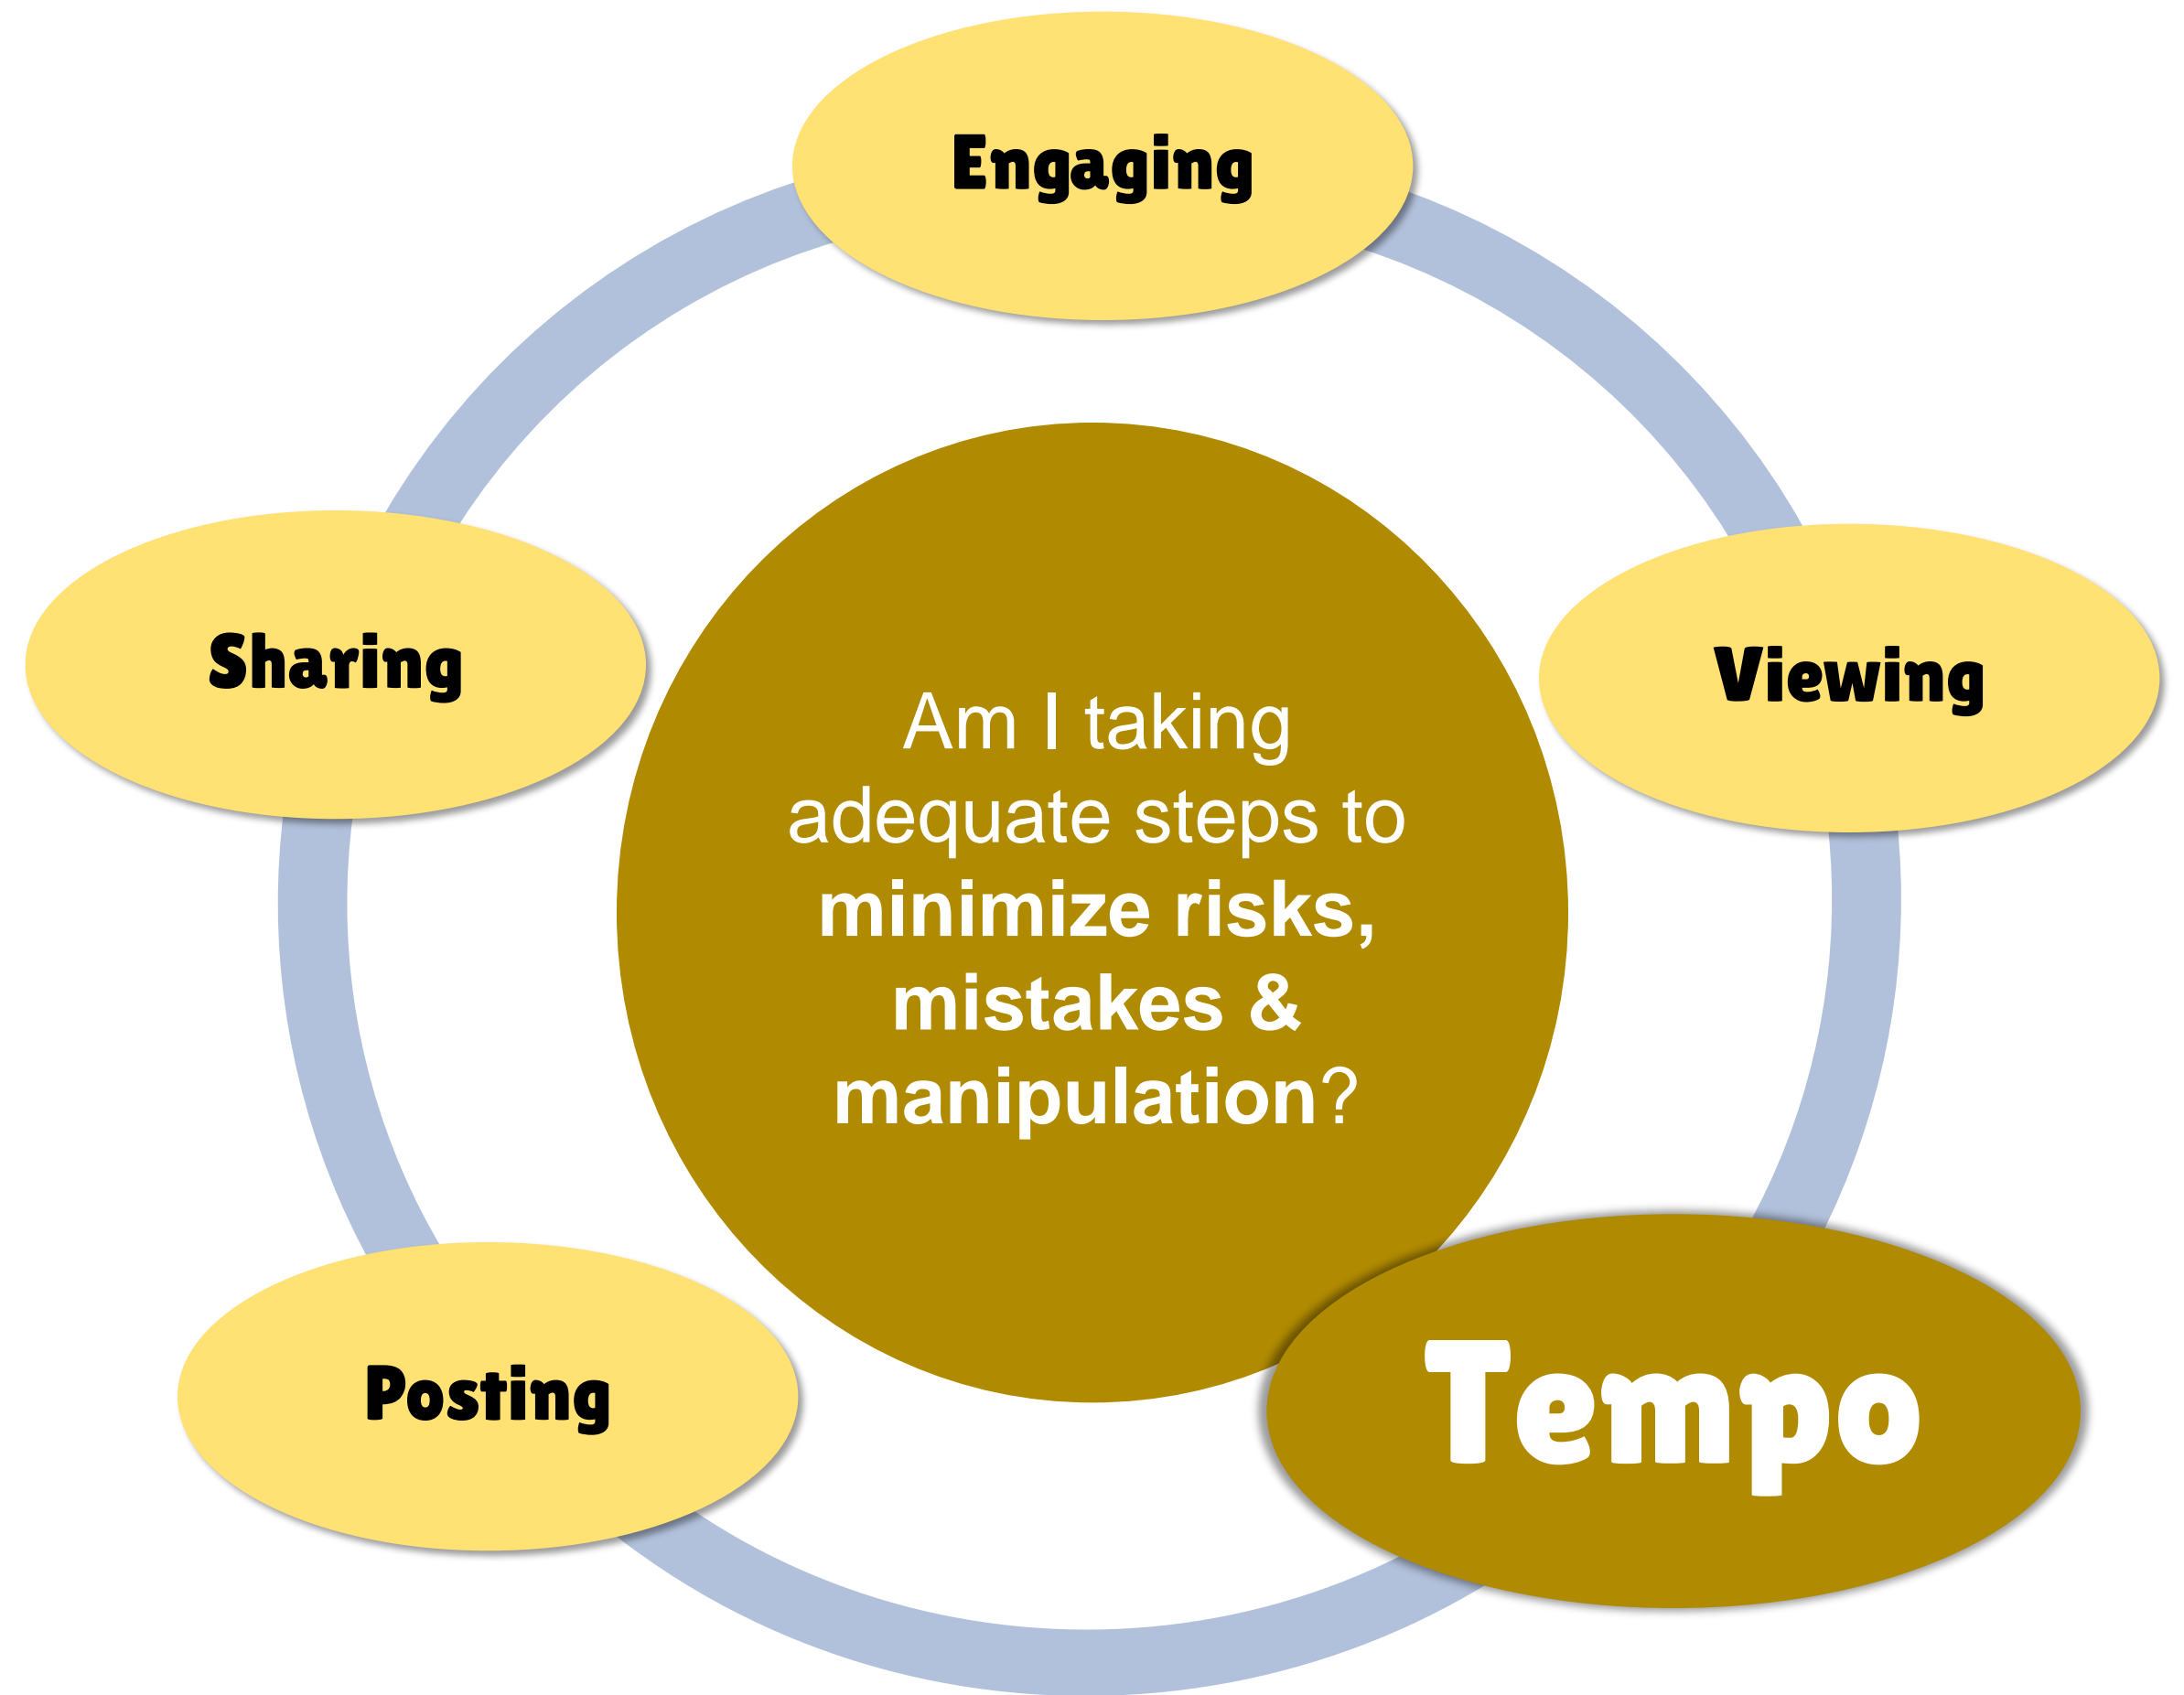 Engaging
Sharing
Viewing
Am I taking
adequate steps to
minimize risks,
mistakes &
manipulation?
Posting
Tempo